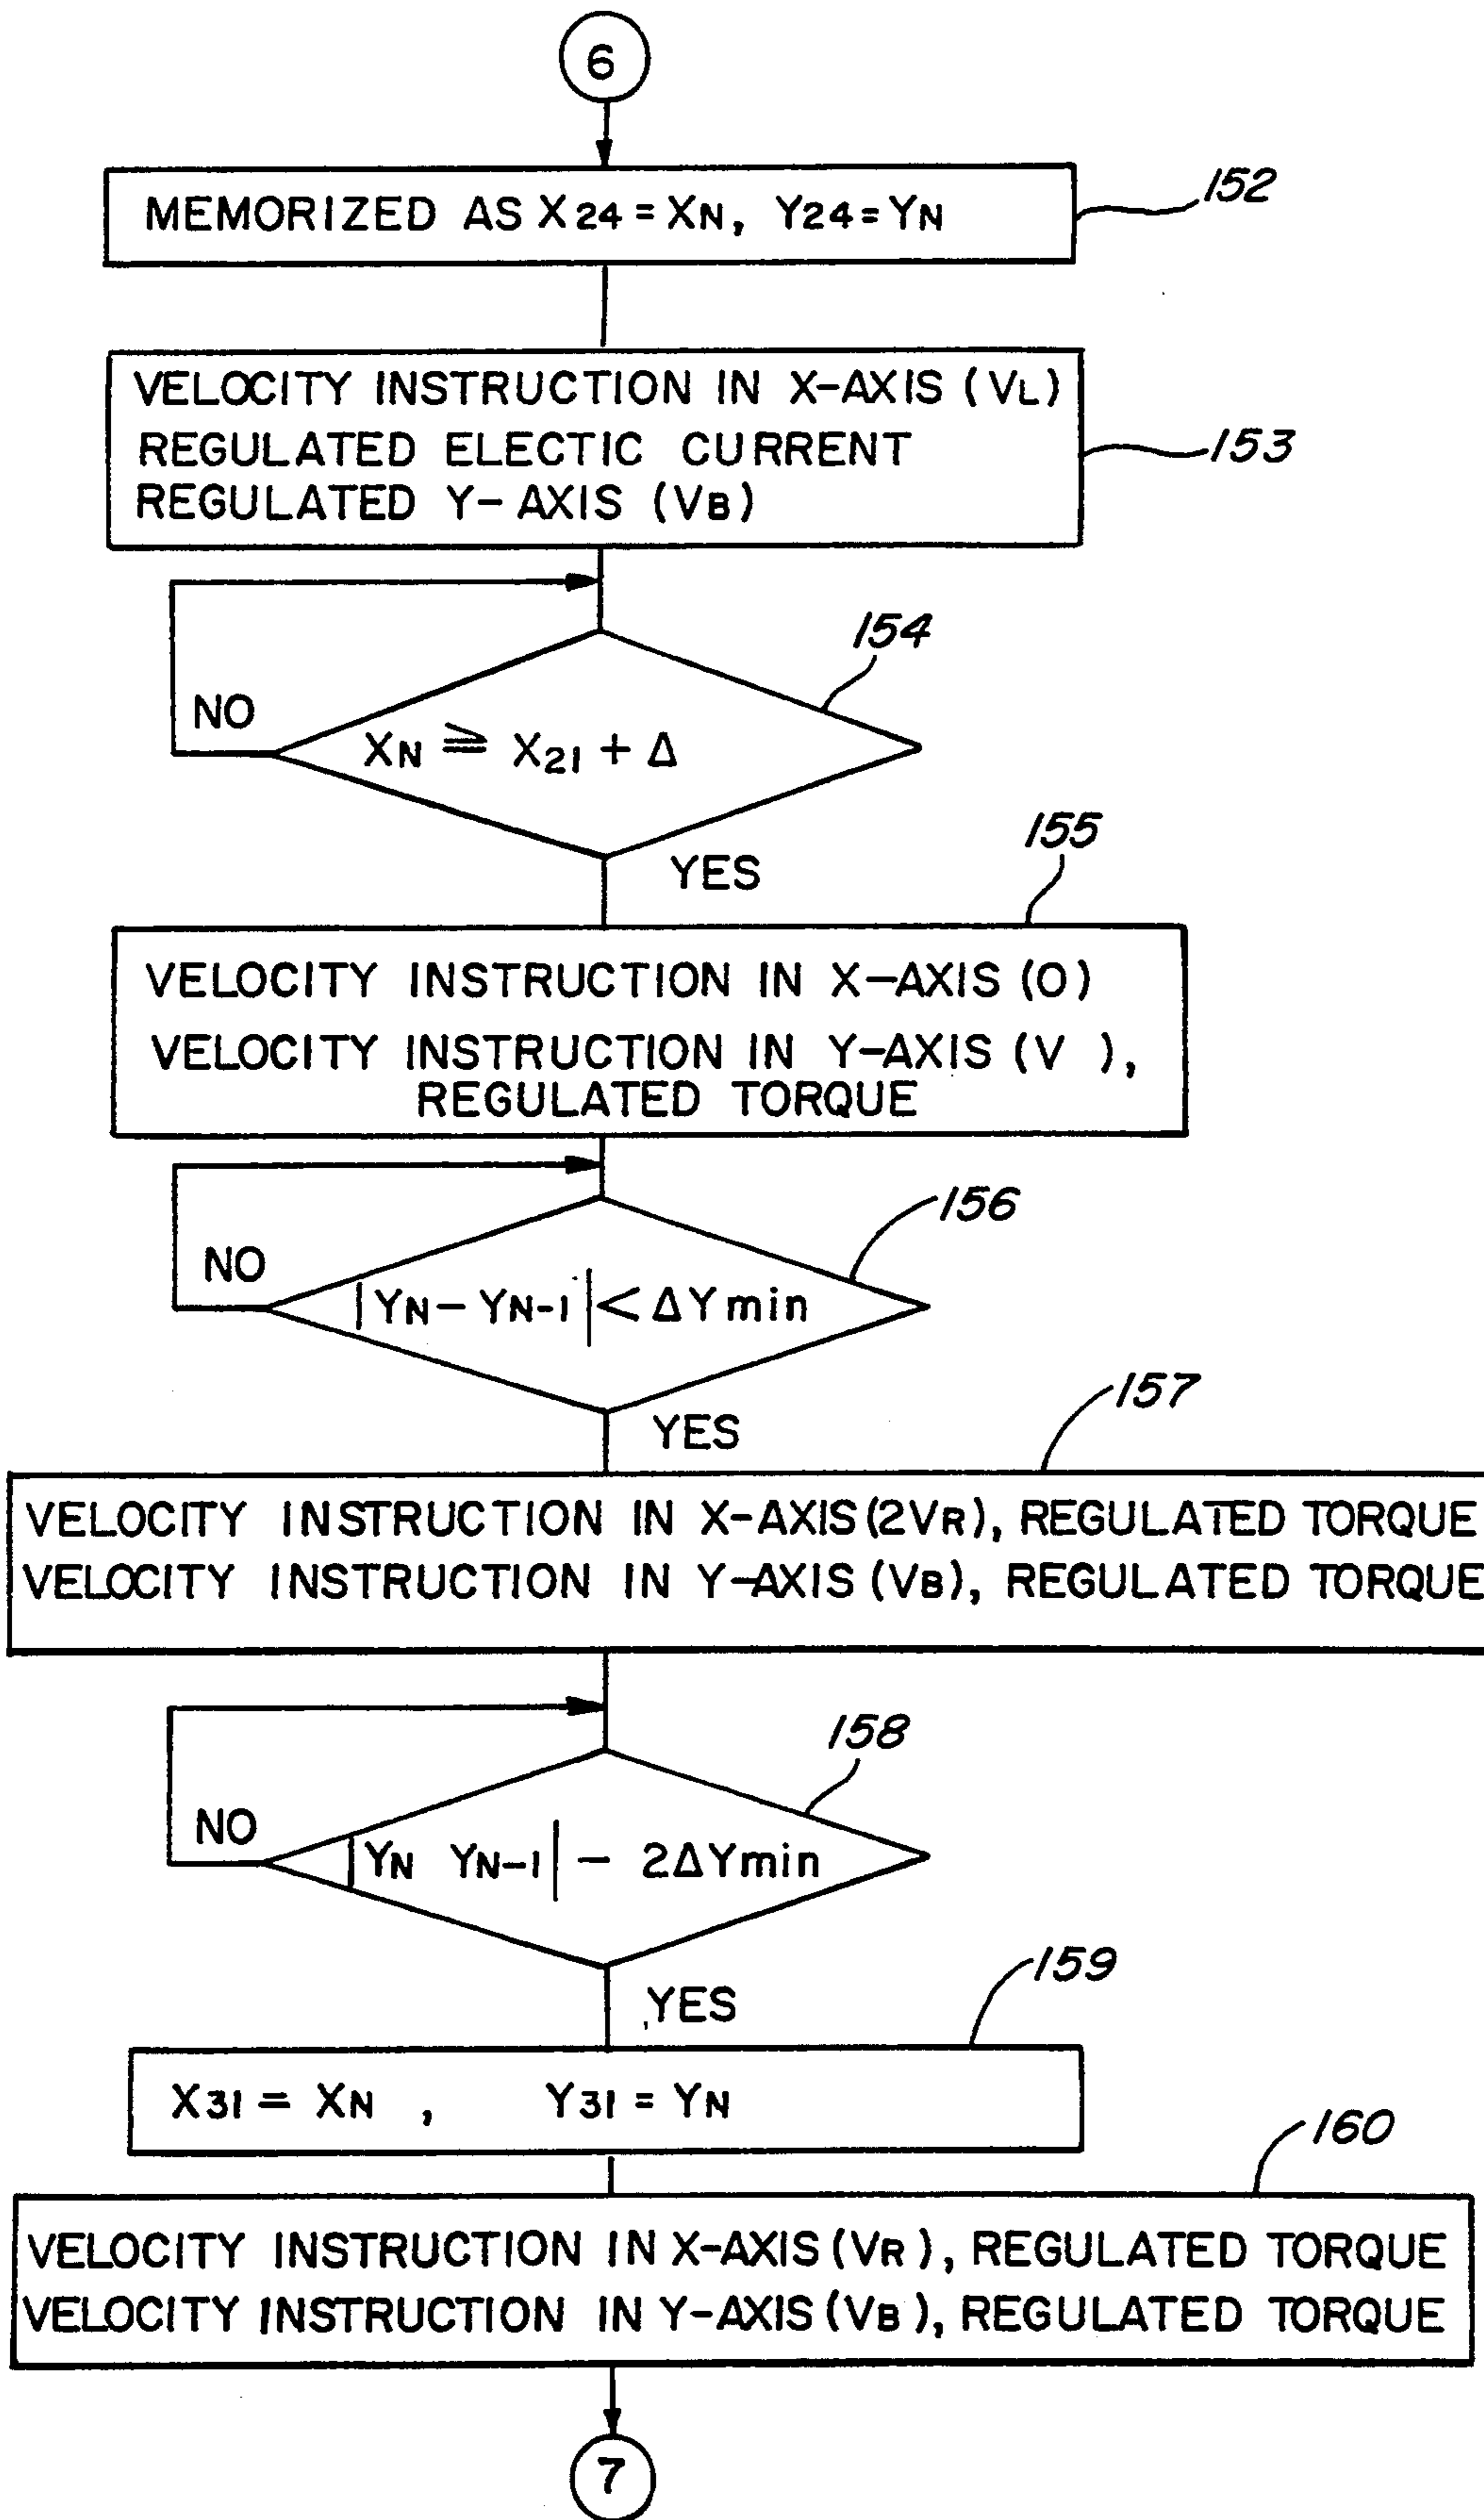 6
MEMORIZED AS X24=XN, Y24=YN
152
VELOCITY INSTRUCTION IN X-AXIS (VL)
REGULATED ELECTIC CURRENT
REGULATED Y-AXIS (VB)
153
154
NO
XN ≧ X21 + Δ
YES
155
VELOCITY INSTRUCTION IN X-AXIS (O)
VELOCITY INSTRUCTION IN Y-AXIS (V ),
REGULATED TORQUE
156
NO
|YN-YN-1|<ΔYmin
YES
157
VELOCITY INSTRUCTION IN X-AXIS(2VR), REGULATED TORQUE
VELOCITY INSTRUCTION IN Y-AXIS (VB), REGULATED TORQUE
158
NO
|YN YN-1| - 2ΔYmin
YES
159
X31 = XN , Y31 = YN
160
VELOCITY INSTRUCTION IN X-AXIS (VR), REGULATED TORQUE
VELOCITY INSTRUCTION IN Y-AXIS (VB), REGULATED TORQUE
7